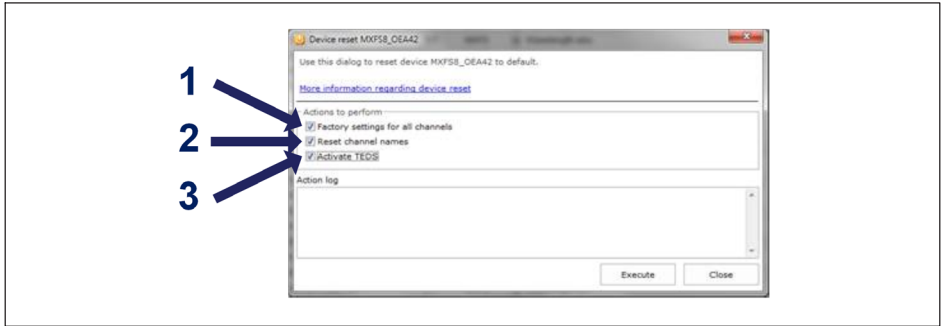 Device reset MXFS8_OEA42
Use this dialog to reset device MXFS8_OEA42 to default.
More information regarding device reset
1
Actions to perform
Factory settings for all channels
2
Reset channel names
Activate TEDS
3
Action log
Execute
Close